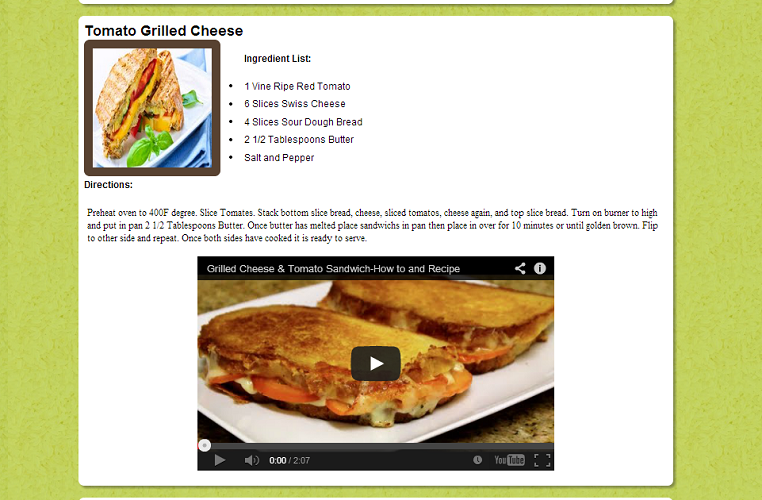 Tomato Grilled Cheese
Ingredient List:
1 Vine Ripe Red Tomato
6 Slices Swiss Cheese
4 Slices Sour Dough Bread
2 1/2 Tablespoons Butter
Salt and Pepper
Directions:
Preheat oven to 400F degree. Slice Tomates. Stack bottom slice bread, cheese, sliced tomatos, cheese again, and top slice bread. Turn on burner to high
and put in pan 2 1/2 Tablespoons Butter. Once butter has melted place sandwichs in pan then place in over for 10 minutes or until golden brown. Flip
to other side and repeat. Once both sides have cooked it is ready to serve.
Grilled Cheese & Tomato Sandwich-How to and Recipe
0:00 / 2:07
YouTube